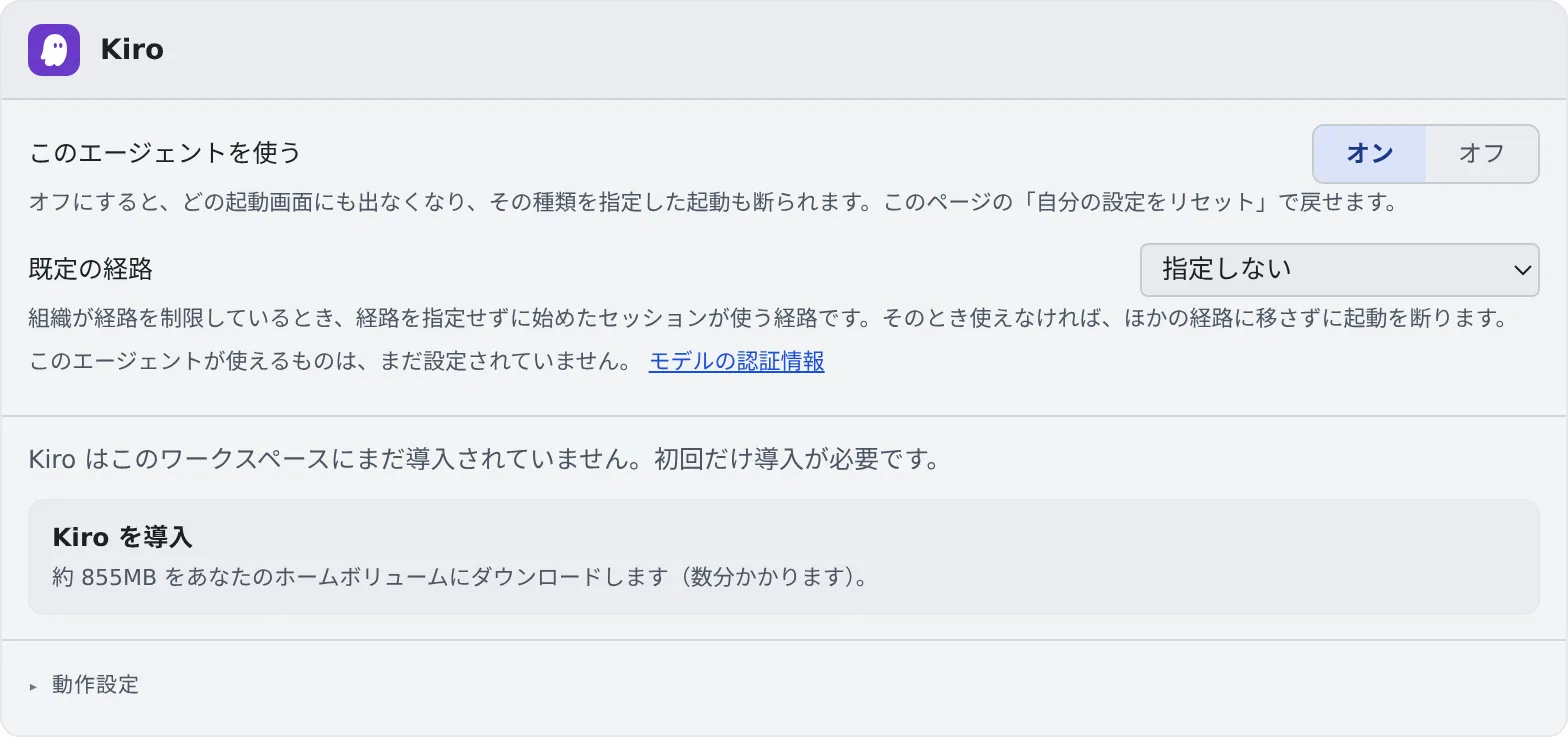 Kiro
このエージェントを使う
オン
オフ
オフにすると、どの起動画面にも出なくなり、その種類を指定した起動も断られます。このページの「自分の設定をリセット」で戻せます。
既定の経路
指定しない
組織が経路を制限しているとき、経路を指定せずに始めたセッションが使う経路です。そのとき使えなければ、ほかの経路に移さずに起動を断ります。
このエージェントが使えるものは、まだ設定されていません。 モデルの認証情報
Kiro はこのワークスペースにまだ導入されていません。初回だけ導入が必要です。
Kiro を導入
約 855MB をあなたのホームボリュームにダウンロードします（数分かかります）。
動作設定